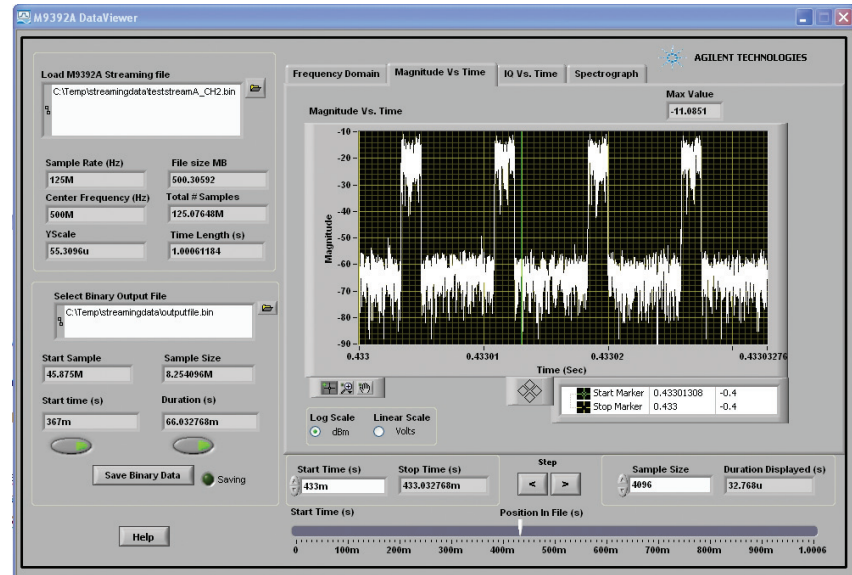 M9392A DataViewer
AGILENT TECHNOLOGIES
Load M9392A Streaming file
C:\Temp\streamingdata\teststreamA_CH2.bin
Sample Rate (Hz)
File size MB
125M
500.30592
Center Frequency (Hz)
Total # Samples
500M
125.07648M
YScale
Time Length (s)
55.3096u
1.00061184
Select Binary Output File
C:\Temp\streamingdata\outputfile.bin
Start Sample
Sample Size
45.875M
8.254096M
Start time (s)
Duration (s)
367m
66.032768m
Save Binary Data
Saving
Help
Frequency Domain
Magnitude Vs Time
IQ Vs. Time
Spectrograph
Max Value
-11.0851
Magnitude Vs. Time
Magnitude
-10
-20
-30
-40
-50
-60
-70
-80
-90
0.433
0.43301
0.43302
0.43303276
Time (Sec)
Start Marker 0.43301308 -0.4
Stop Marker 0.433 -0.4
Log Scale
Linear Scale
dBm
Volts
Start Time (s)
Stop Time (s)
433m
433.032768m
Step
<
>
Sample Size
Duration Displayed (s)
4096
32.768u
Start Time (s)
Position In File (s)
0 100m 200m 300m 400m 500m 600m 700m 800m 900m 1.0006